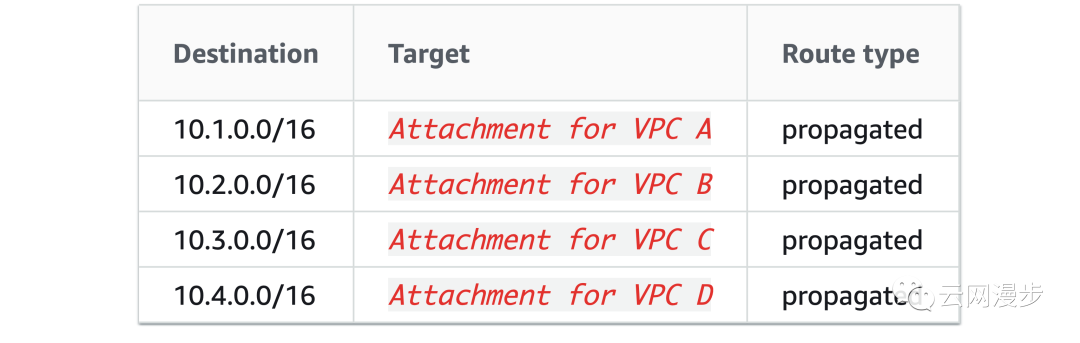 Destination Target Route type
10.1.0.0/16 Attachment for VPC A propagated
10.2.0.0/16 Attachment for VPC B propagated
10.3.0.0/16 Attachment for VPC C propagated
10.4.0.0/16 Attachment for VPC D propagated
云网漫步